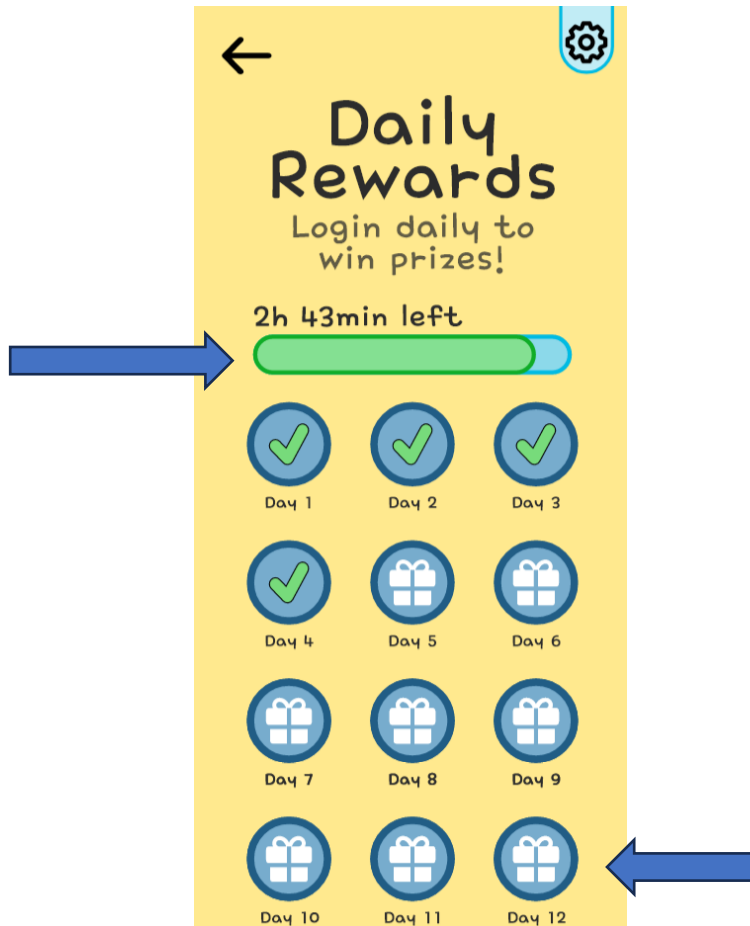 Daily
Rewards
Login daily to
win prizes!
2h 43min left
Day 1 Day 2 Day 3
Day 4 Day 5 Day 6
Day 7 Day 8 Day 9
Day 10 Day 11 Day 12